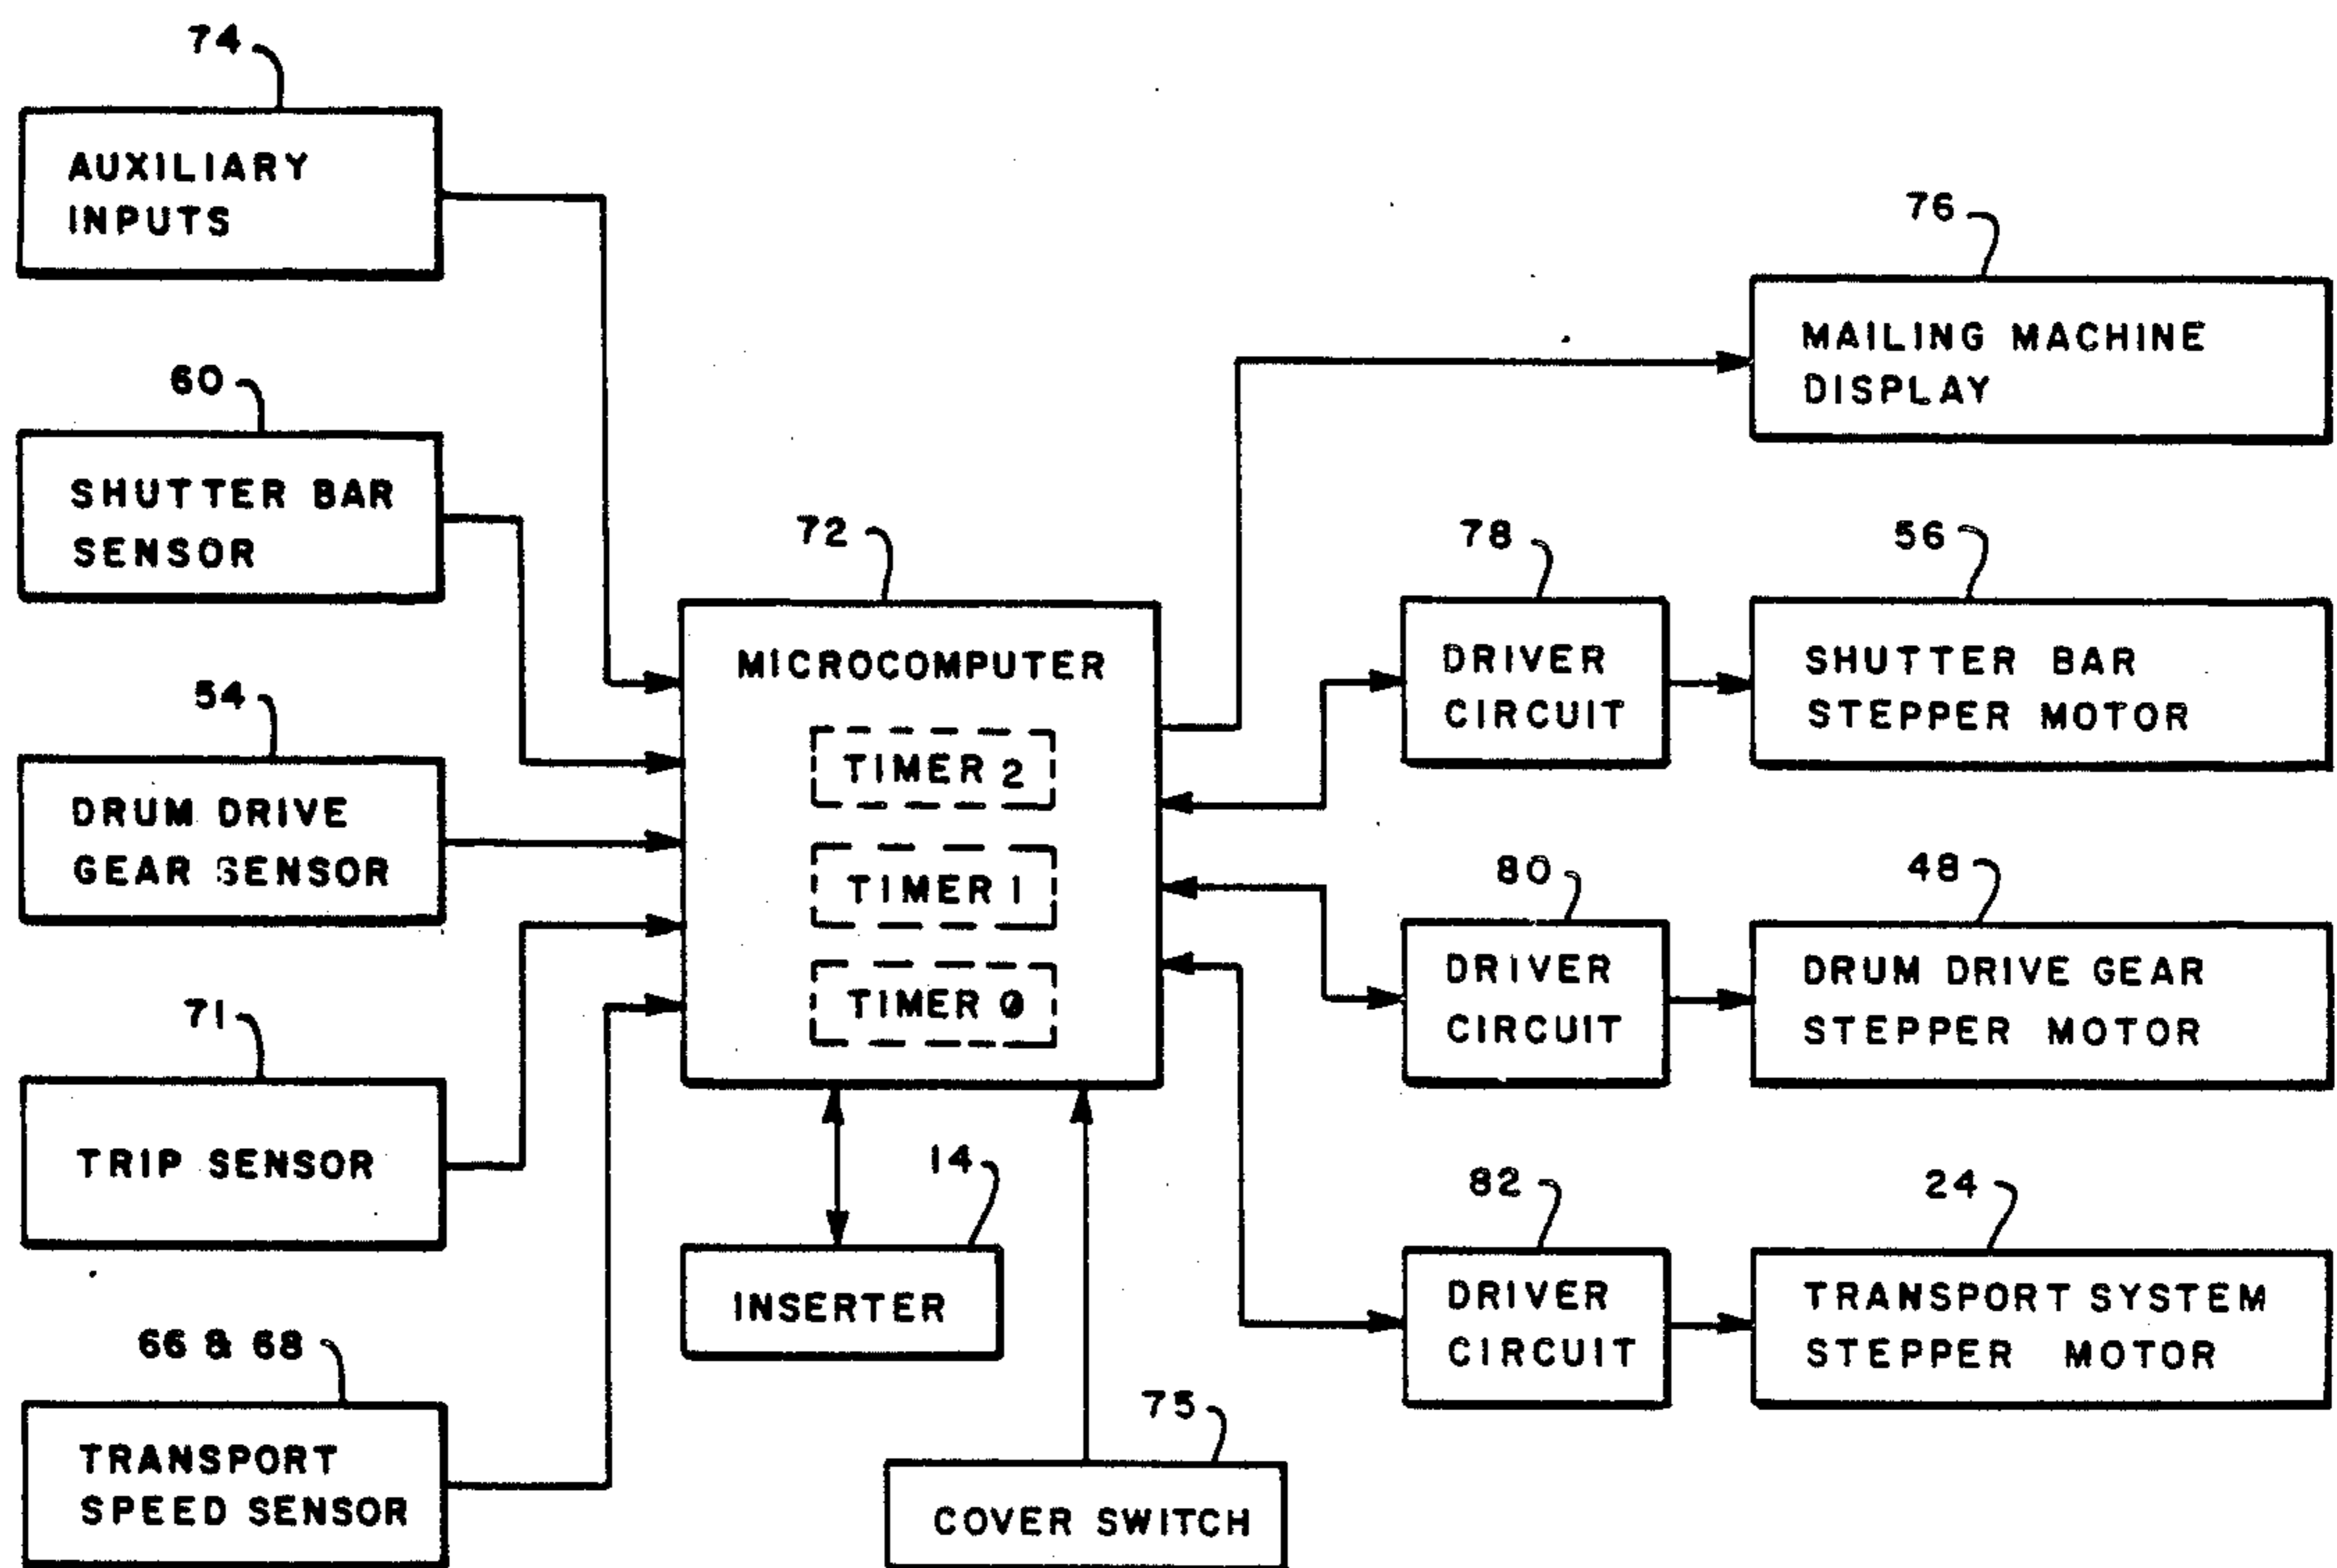 74
AUXILIARY
INPUTS
60
SHUTTER BAR
SENSOR
54
DRUM DRIVE
GEAR SENSOR
71
TRIP SENSOR
66 & 68
TRANSPORT
SPEED SENSOR
72
MICROCOMPUTER
TIMER 2
TIMER 1
TIMER 0
14
INSERTER
75
COVER SWITCH
76
MAILING MACHINE
DISPLAY
78
DRIVER
CIRCUIT
56
SHUTTER BAR
STEPPER MOTOR
80
DRIVER
CIRCUIT
48
DRUM DRIVE GEAR
STEPPER MOTOR
82
DRIVER
CIRCUIT
24
TRANSPORT SYSTEM
STEPPER MOTOR